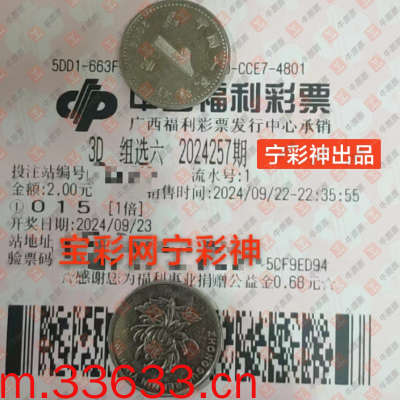 5DD1-663F
-CCE7-4801
中国福利彩票
广西福利彩票发行中心承销
3D 组选六 2024257期
宁彩神出品
投注站编号 流水号:1
金额:2.00元 销售时间:2024/09/22-22:35:55
① 015 [1倍]
开奖日期:2024/09/23
站地址
宝彩网宁彩神
验票码 5CF9ED94
☆感谢您为福利事业捐赠公益金0.68元☆
m.33633.cn